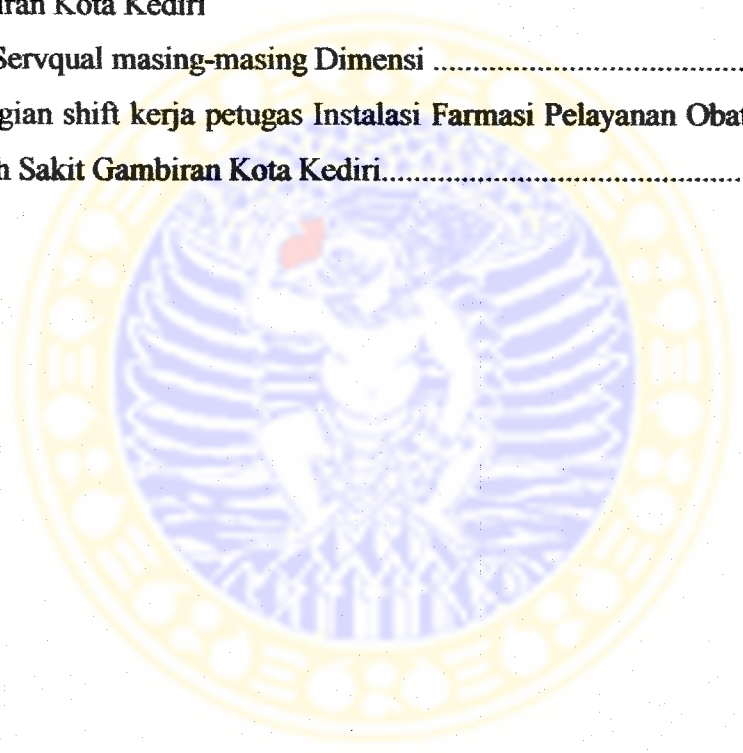 iran Kota Kediri
Servqual masing-masing Dimensi ........................................
gian shift kerja petugas Instalasi Farmasi Pelayanan Obat
h Sakit Gambiran Kota Kediri...............................................